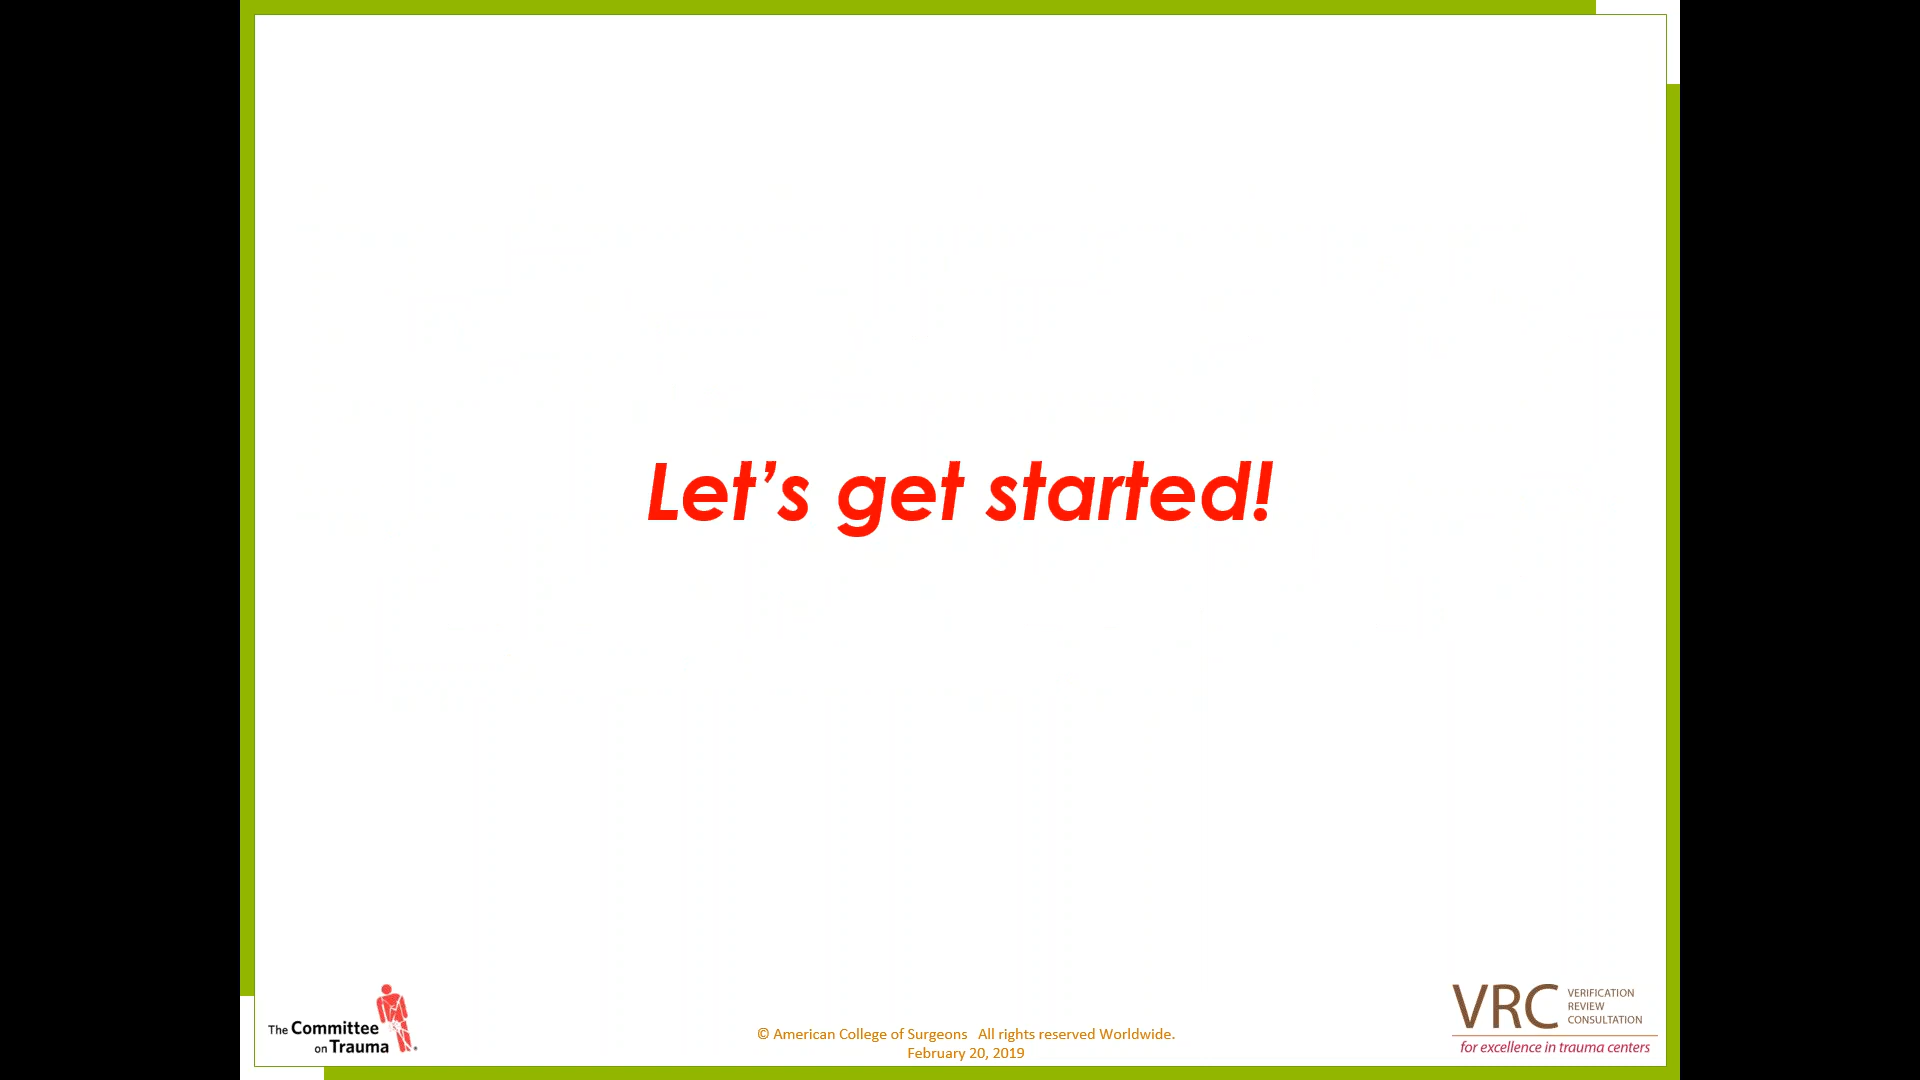 Let’s get started!
The Committee
on Trauma
© American College of Surgeons   All rights reserved Worldwide.
February 20, 2019
VRC
VERIFICATION
REVIEW
CONSULTATION
for excellence in trauma centers